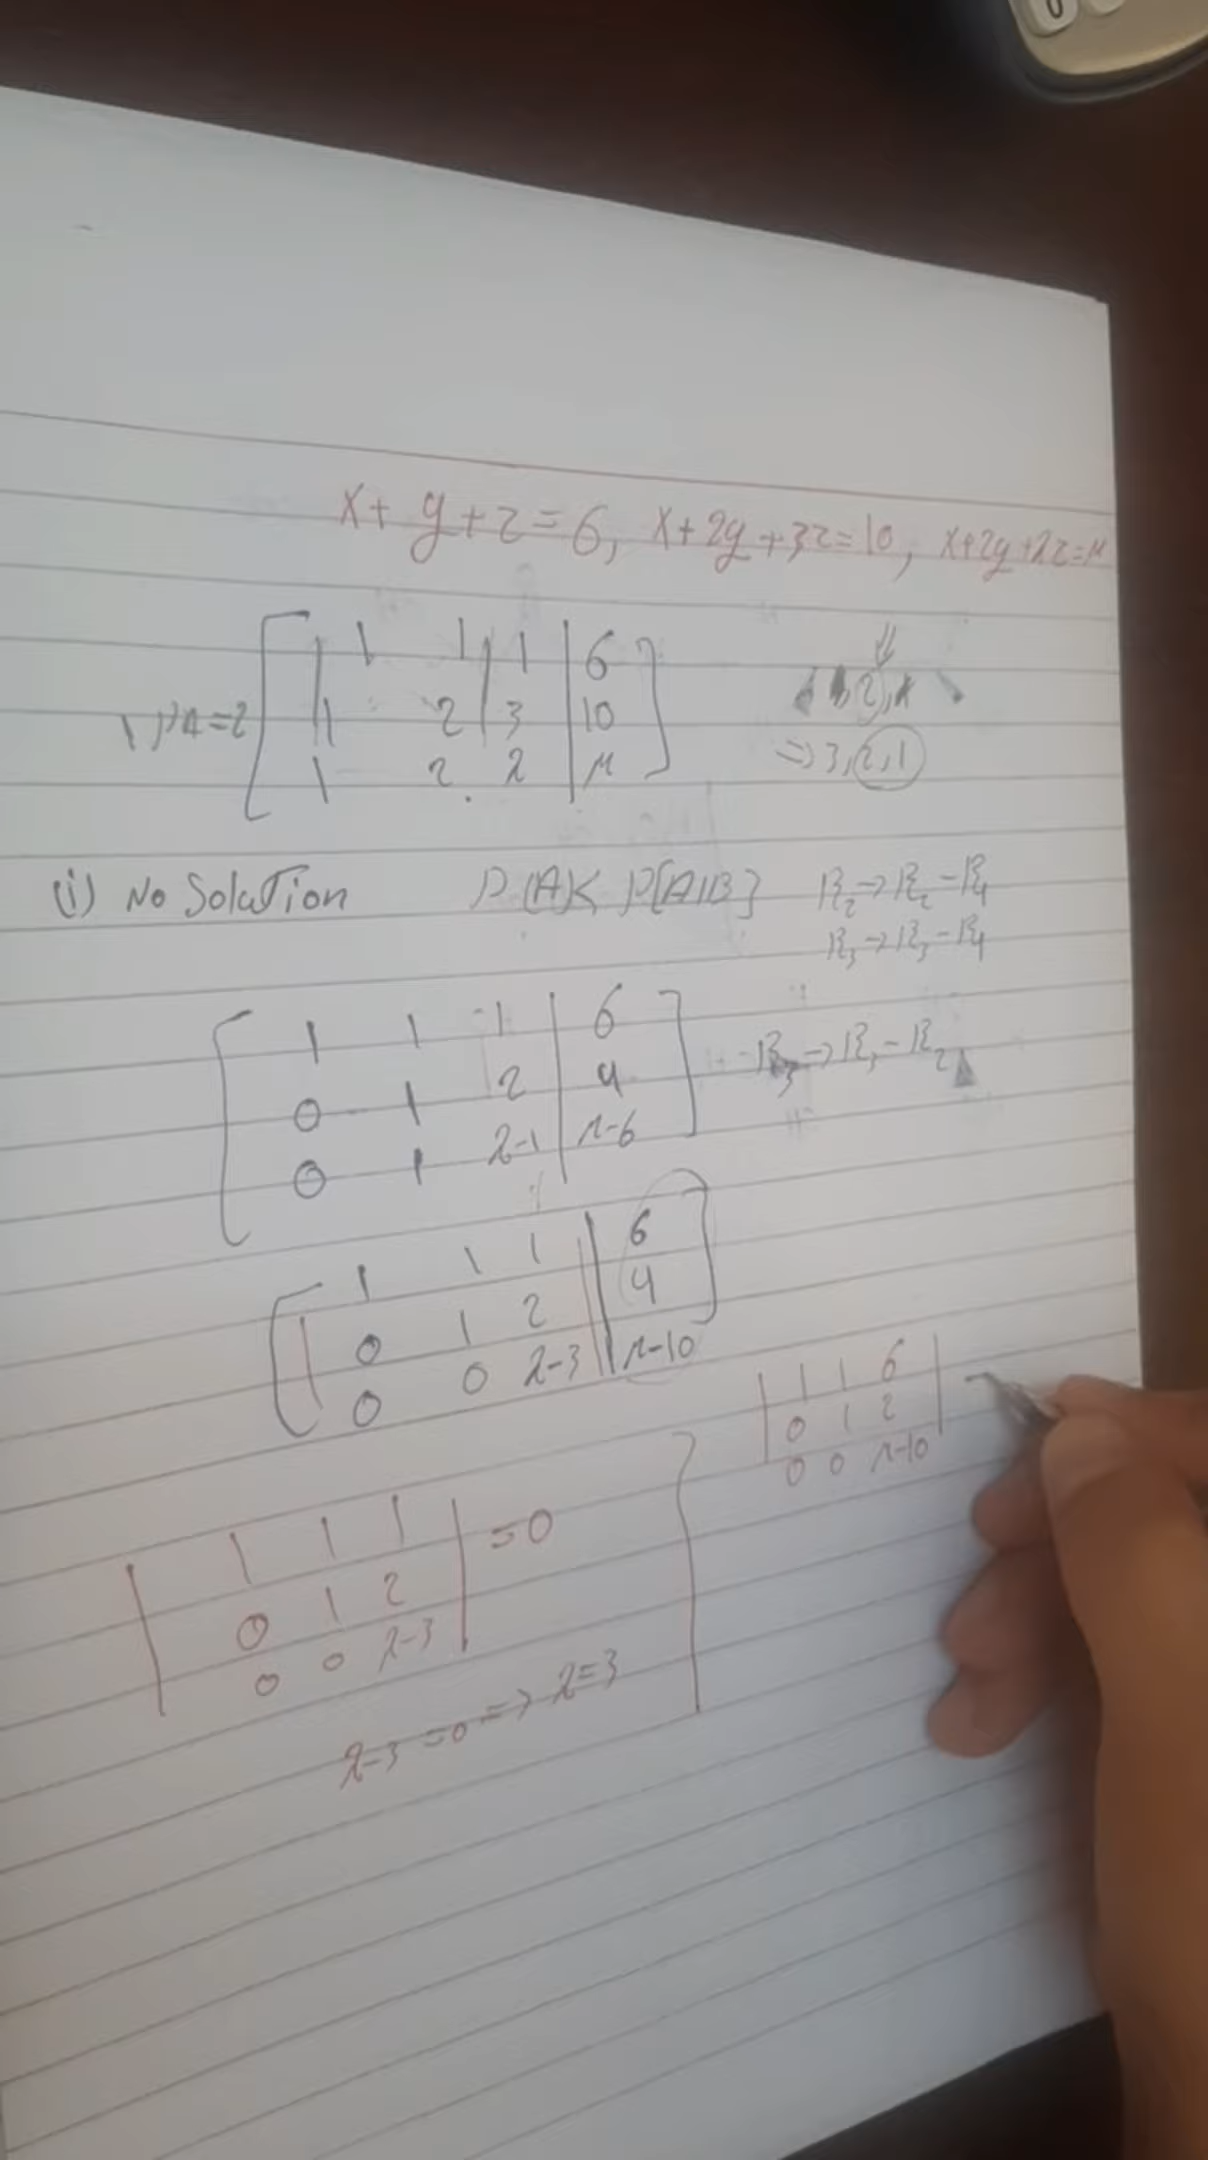 x + y + z = 6, x + 2y + 3z = 10, x + 2y + λz = μ
[ 1 1 1 | 6 ]
[ 1 2 3 | 10 ]
[ 1 2 λ | μ ]
⇒ 3, 2, 1
(i) No Solution ρ(A) < ρ[A|B] R₂ → R₂ - R₁
R₃ → R₃ - R₁
[ 1 1 1 | 6 ]
[ 0 1 2 | 4 ] R₃ → R₃ - R₂
[ 0 1 λ-1 | μ-6 ]
[ 1 1 1 | 6 ]
[ 0 1 2 | 4 ]
[ 0 0 λ-3 | μ-10 ]
| 1 1 1 | = 0
| 0 1 2 |
| 0 0 λ-3 |
λ-3 = 0 ⇒ λ = 3
| 1 1 6 |
| 0 1 2 |
| 0 0 μ-10 |